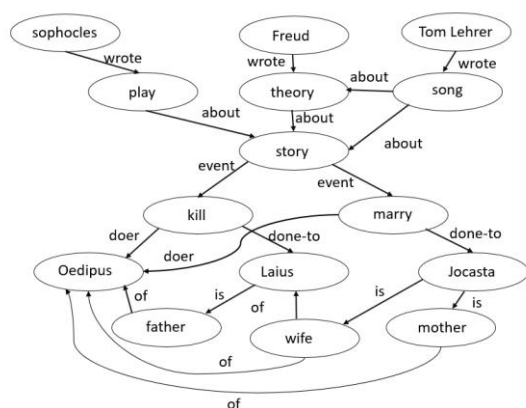 sophocles
Freud
Tom Lehrer
wrote
wrote
wrote
play
theory
about
song
about
about
about
story
event
event
kill
marry
doer
done-to
doer
done-to
Oedipus
Laius
Jocasta
of
is
of
is
is
father
wife
mother
of
of